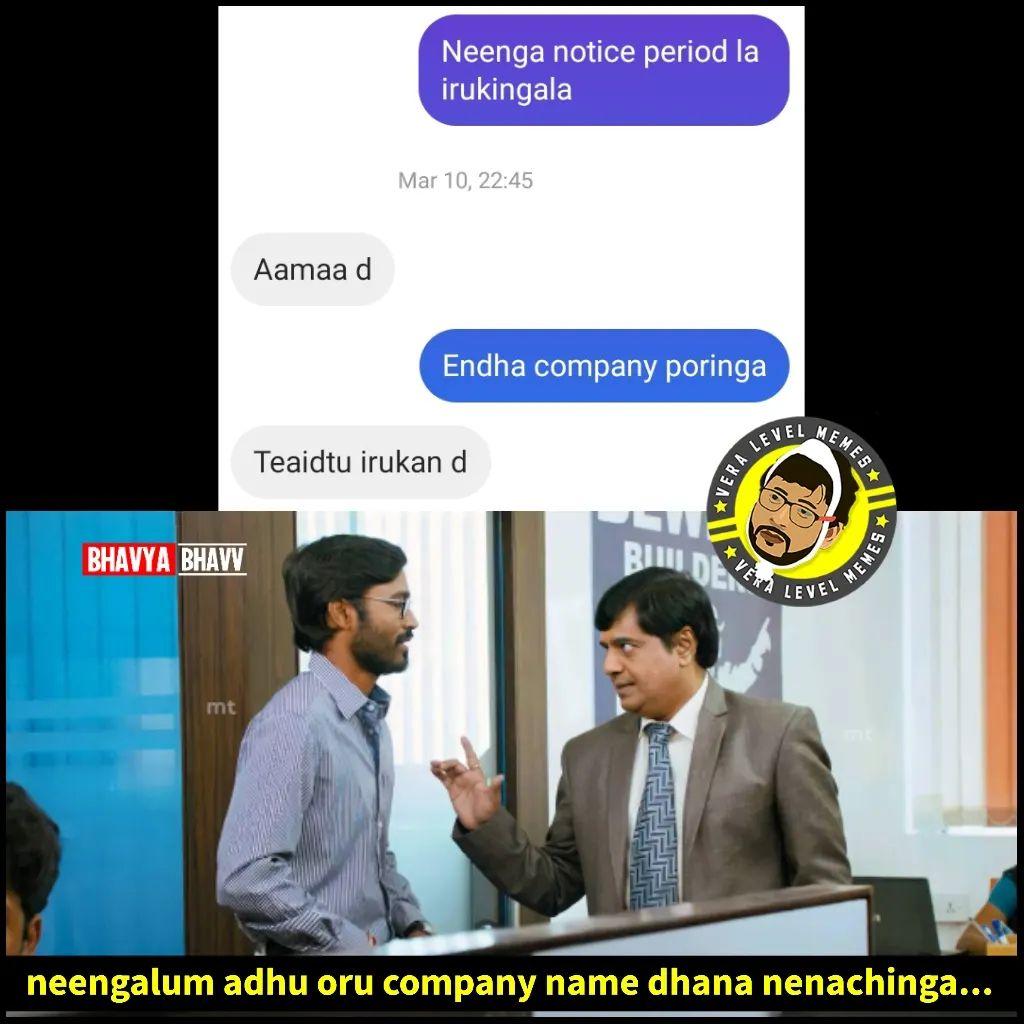 Neenga notice period la
irukingala
Mar 10, 22:45
Aamaa d
Endha company poringa
Teaidtu irukan d
VERA LEVEL MEMES
VERA LEVEL MEMES
BUILDE
BHAVYA BHAVV
mt
mt
neengalum adhu oru company name dhana nenachinga...